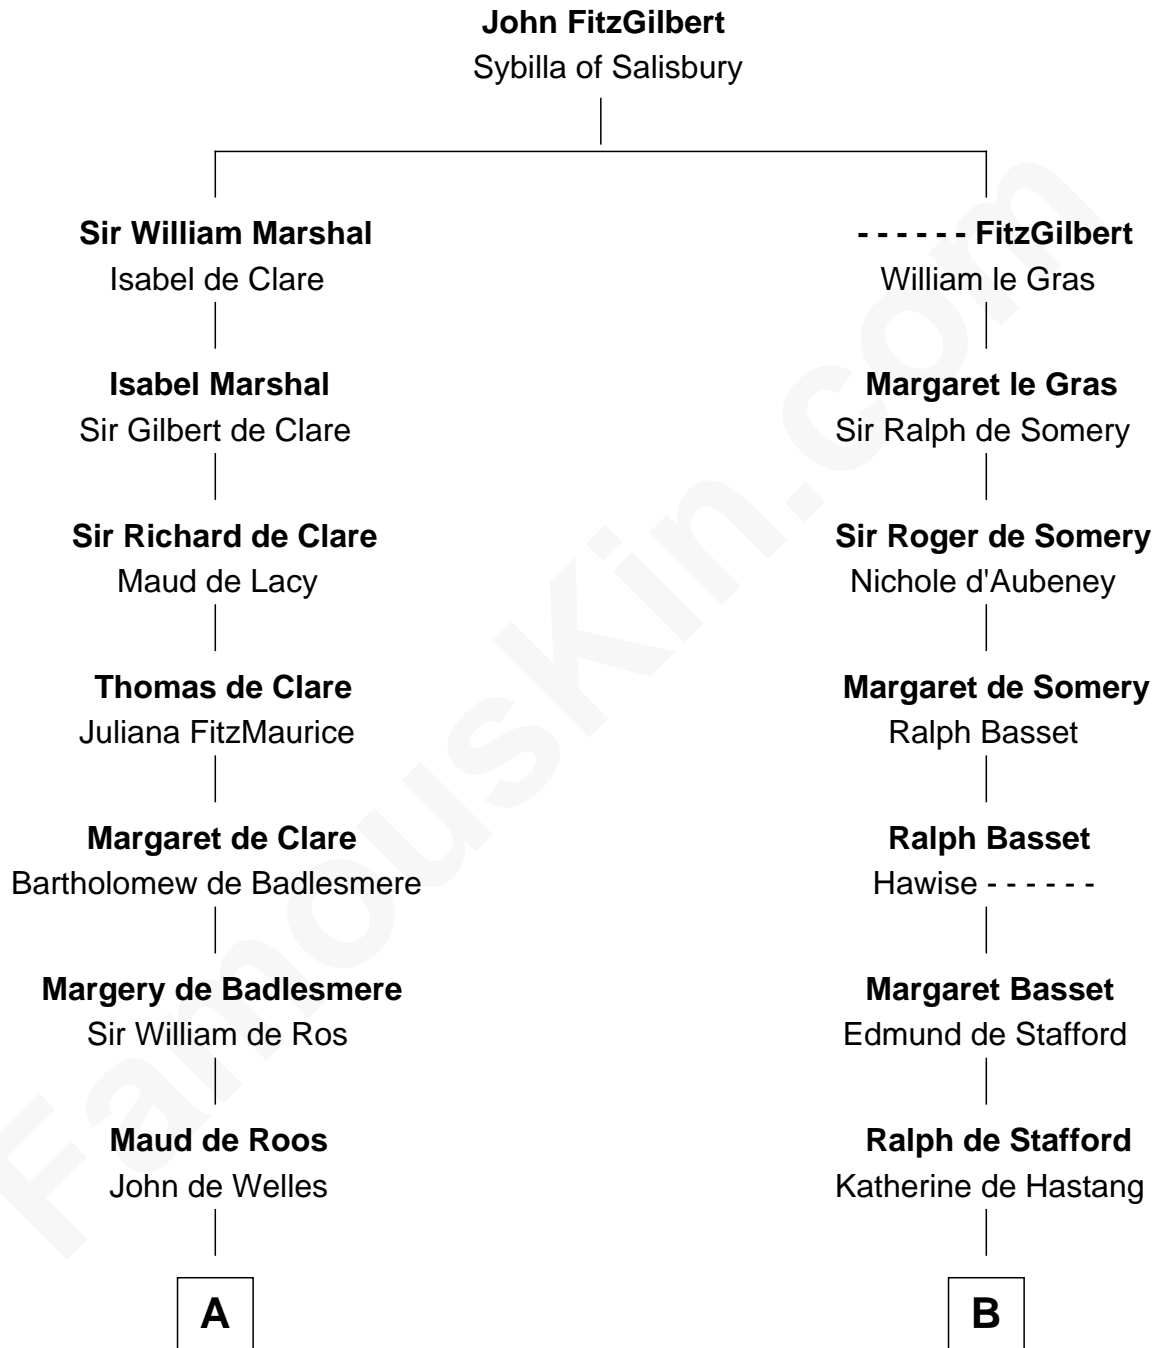 John FitzGilbert
Sybilla of Salisbury
Sir William Marshal
Isabel de Clare
- - - - - - FitzGilbert
William le Gras
Isabel Marshal
Sir Gilbert de Clare
Margaret le Gras
Sir Ralph de Somery
Sir Richard de Clare
Maud de Lacy
Sir Roger de Somery
Nichole d'Aubeney
Thomas de Clare
Juliana FitzMaurice
Margaret de Somery
Ralph Basset
Margaret de Clare
Bartholomew de Badlesmere
Ralph Basset
Hawise - - - - - -
Margery de Badlesmere
Sir William de Ros
Margaret Basset
Edmund de Stafford
Maud de Roos
John de Welles
Ralph de Stafford
Katherine de Hastang
A
B
FamousKin.com